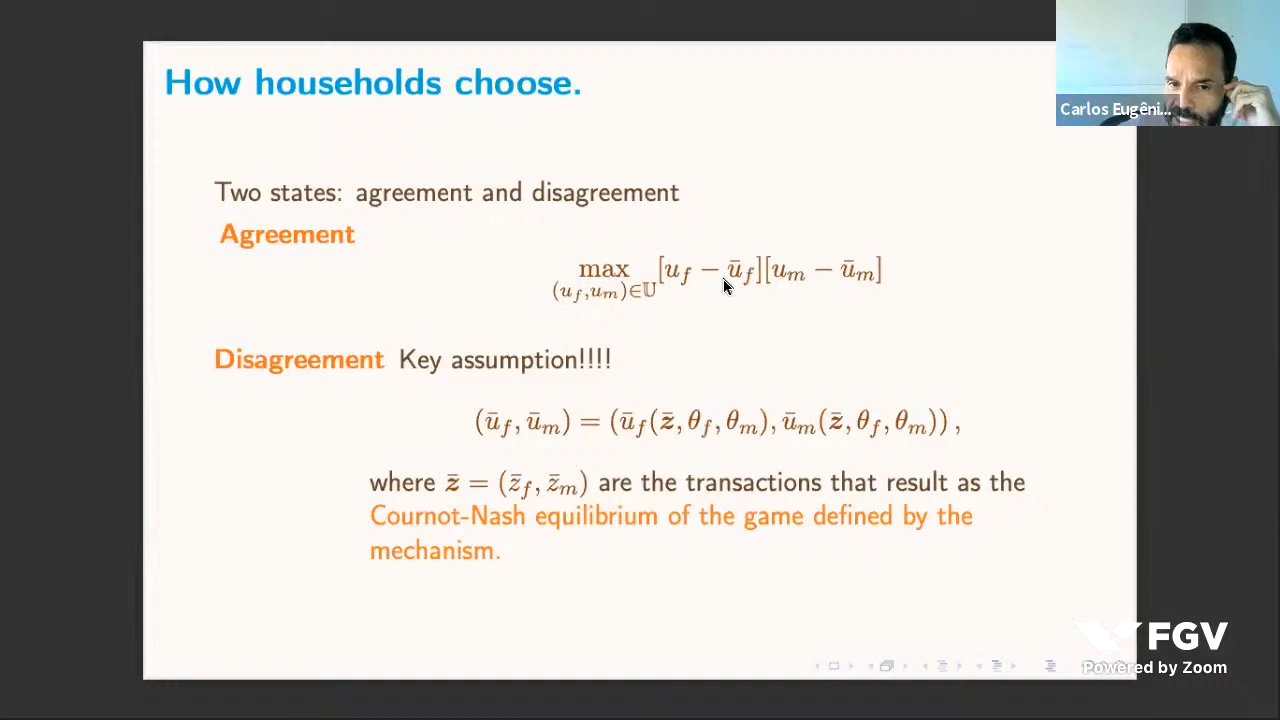 How households choose.
Carlos Eugêni...
Two states: agreement and disagreement
Agreement
max [u_f − ū_f][u_m − ū_m]
(u_f,u_m)∈𝕌
Disagreement Key assumption!!!!
(ū_f, ū_m) = (ū_f(z̄, θ_f, θ_m), ū_m(z̄, θ_f, θ_m)) ,
where z̄ = (z̄_f, z̄_m) are the transactions that result as the
Cournot-Nash equilibrium of the game defined by the
mechanism.
FGV
Powered by Zoom